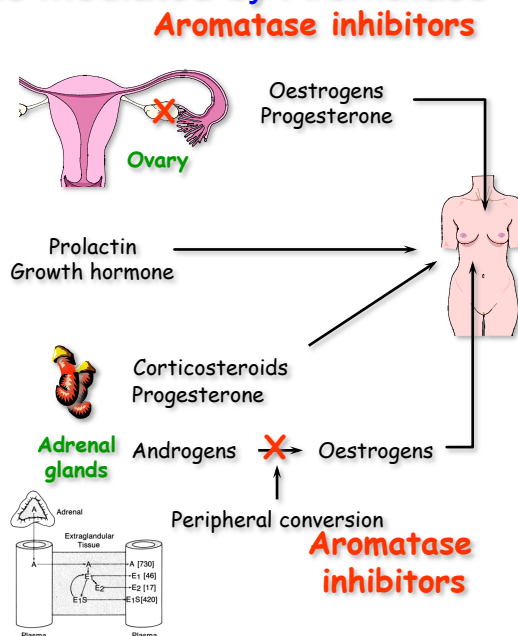 Aromatase inhibitors
Oestrogens
Progesterone
Ovary
Prolactin
Growth hormone
Corticosteroids
Progesterone
Adrenal
glands
Androgens
Oestrogens
Peripheral conversion
Aromatase
inhibitors
A
Adrenal
Extraglandular
Tissue
A
A
A [730]
E1
E1 [46]
E2
E2 [17]
E1S
E1S [420]
Plasma
Plasma